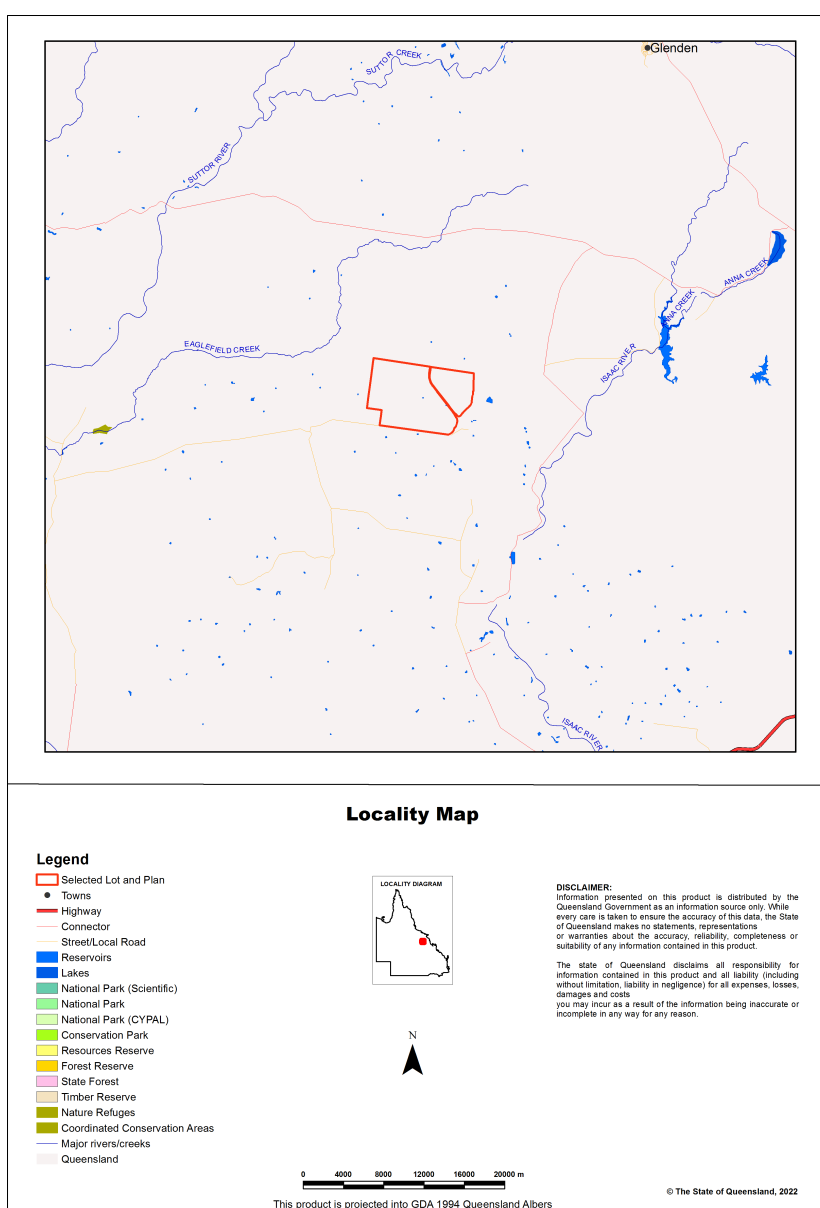 Glenden
SUTTOR CREEK
SUTTOR RIVER
ANNA CREEK
ANNA CREEK
EAGLEFIELD CREEK
ISAAC RIVER
ISAAC RIVER
Locality Map
Legend
Selected Lot and Plan
Towns
Highway
Connector
Street/Local Road
Reservoirs
Lakes
National Park (Scientific)
National Park
National Park (CYPAL)
Conservation Park
Resources Reserve
Forest Reserve
State Forest
Timber Reserve
Nature Refuges
Coordinated Conservation Areas
Major rivers/creeks
Queensland
LOCALITY DIAGRAM
N
DISCLAIMER:
Information presented on this product is distributed by the
Queensland Government as an information source only. While
every care is taken to ensure the accuracy of this data, the State
of Queensland makes no statements, representations
or warranties about the accuracy, reliability, completeness or
suitability of any information contained in this product.
The state of Queensland disclaims all responsibility for
information contained in this product and all liability (including
without limitation, liability in negligence) for all expenses, losses,
damages and costs
you may incur as a result of the information being inaccurate or
incomplete in any way for any reason.
0 4000 8000 12000 16000 20000 m
This product is projected into GDA 1994 Queensland Albers
© The State of Queensland, 2022